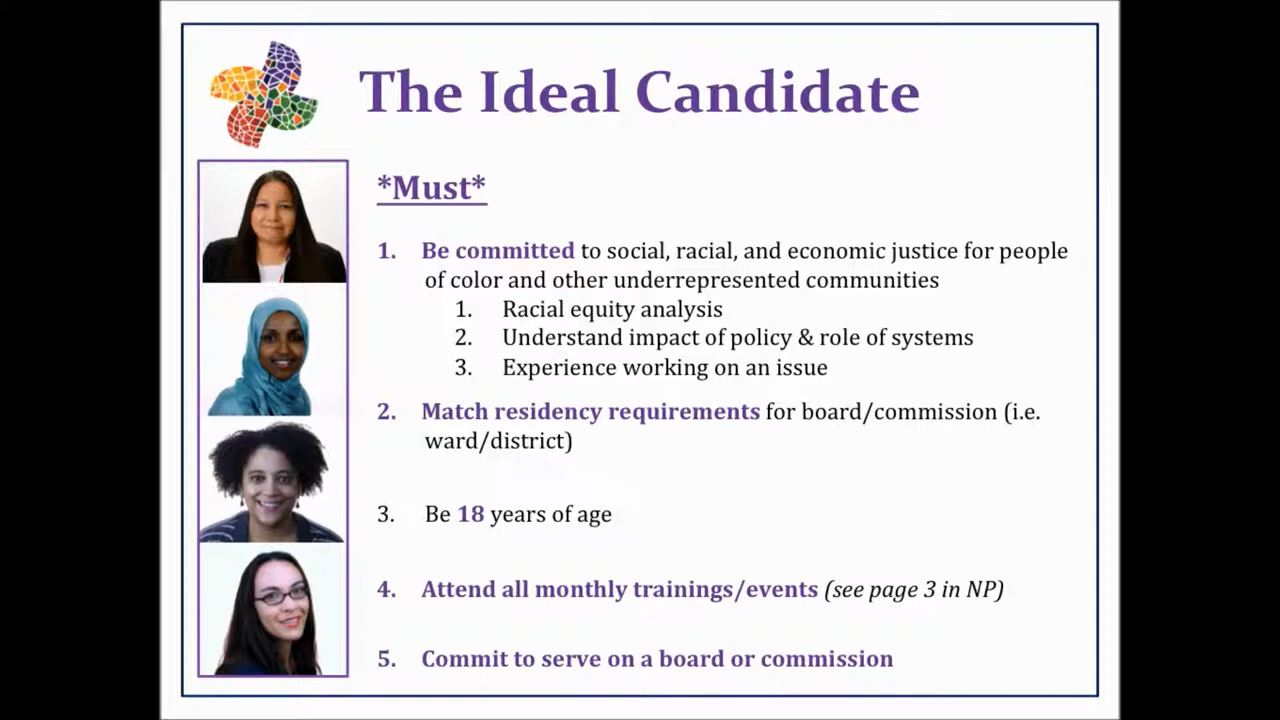 The Ideal Candidate
*Must*
1. Be committed to social, racial, and economic justice for people
of color and other underrepresented communities
1. Racial equity analysis
2. Understand impact of policy & role of systems
3. Experience working on an issue
2. Match residency requirements for board/commission (i.e.
ward/district)
3. Be 18 years of age
4. Attend all monthly trainings/events (see page 3 in NP)
5. Commit to serve on a board or commission